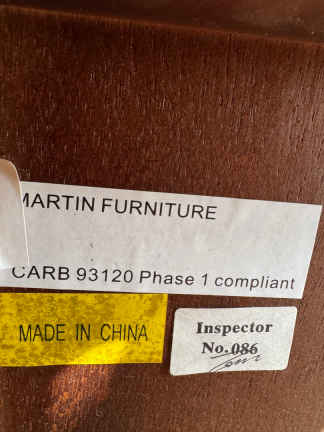 MARTIN FURNITURE
CARB 93120 Phase 1 compliant
MADE IN CHINA
Inspector
No. 086